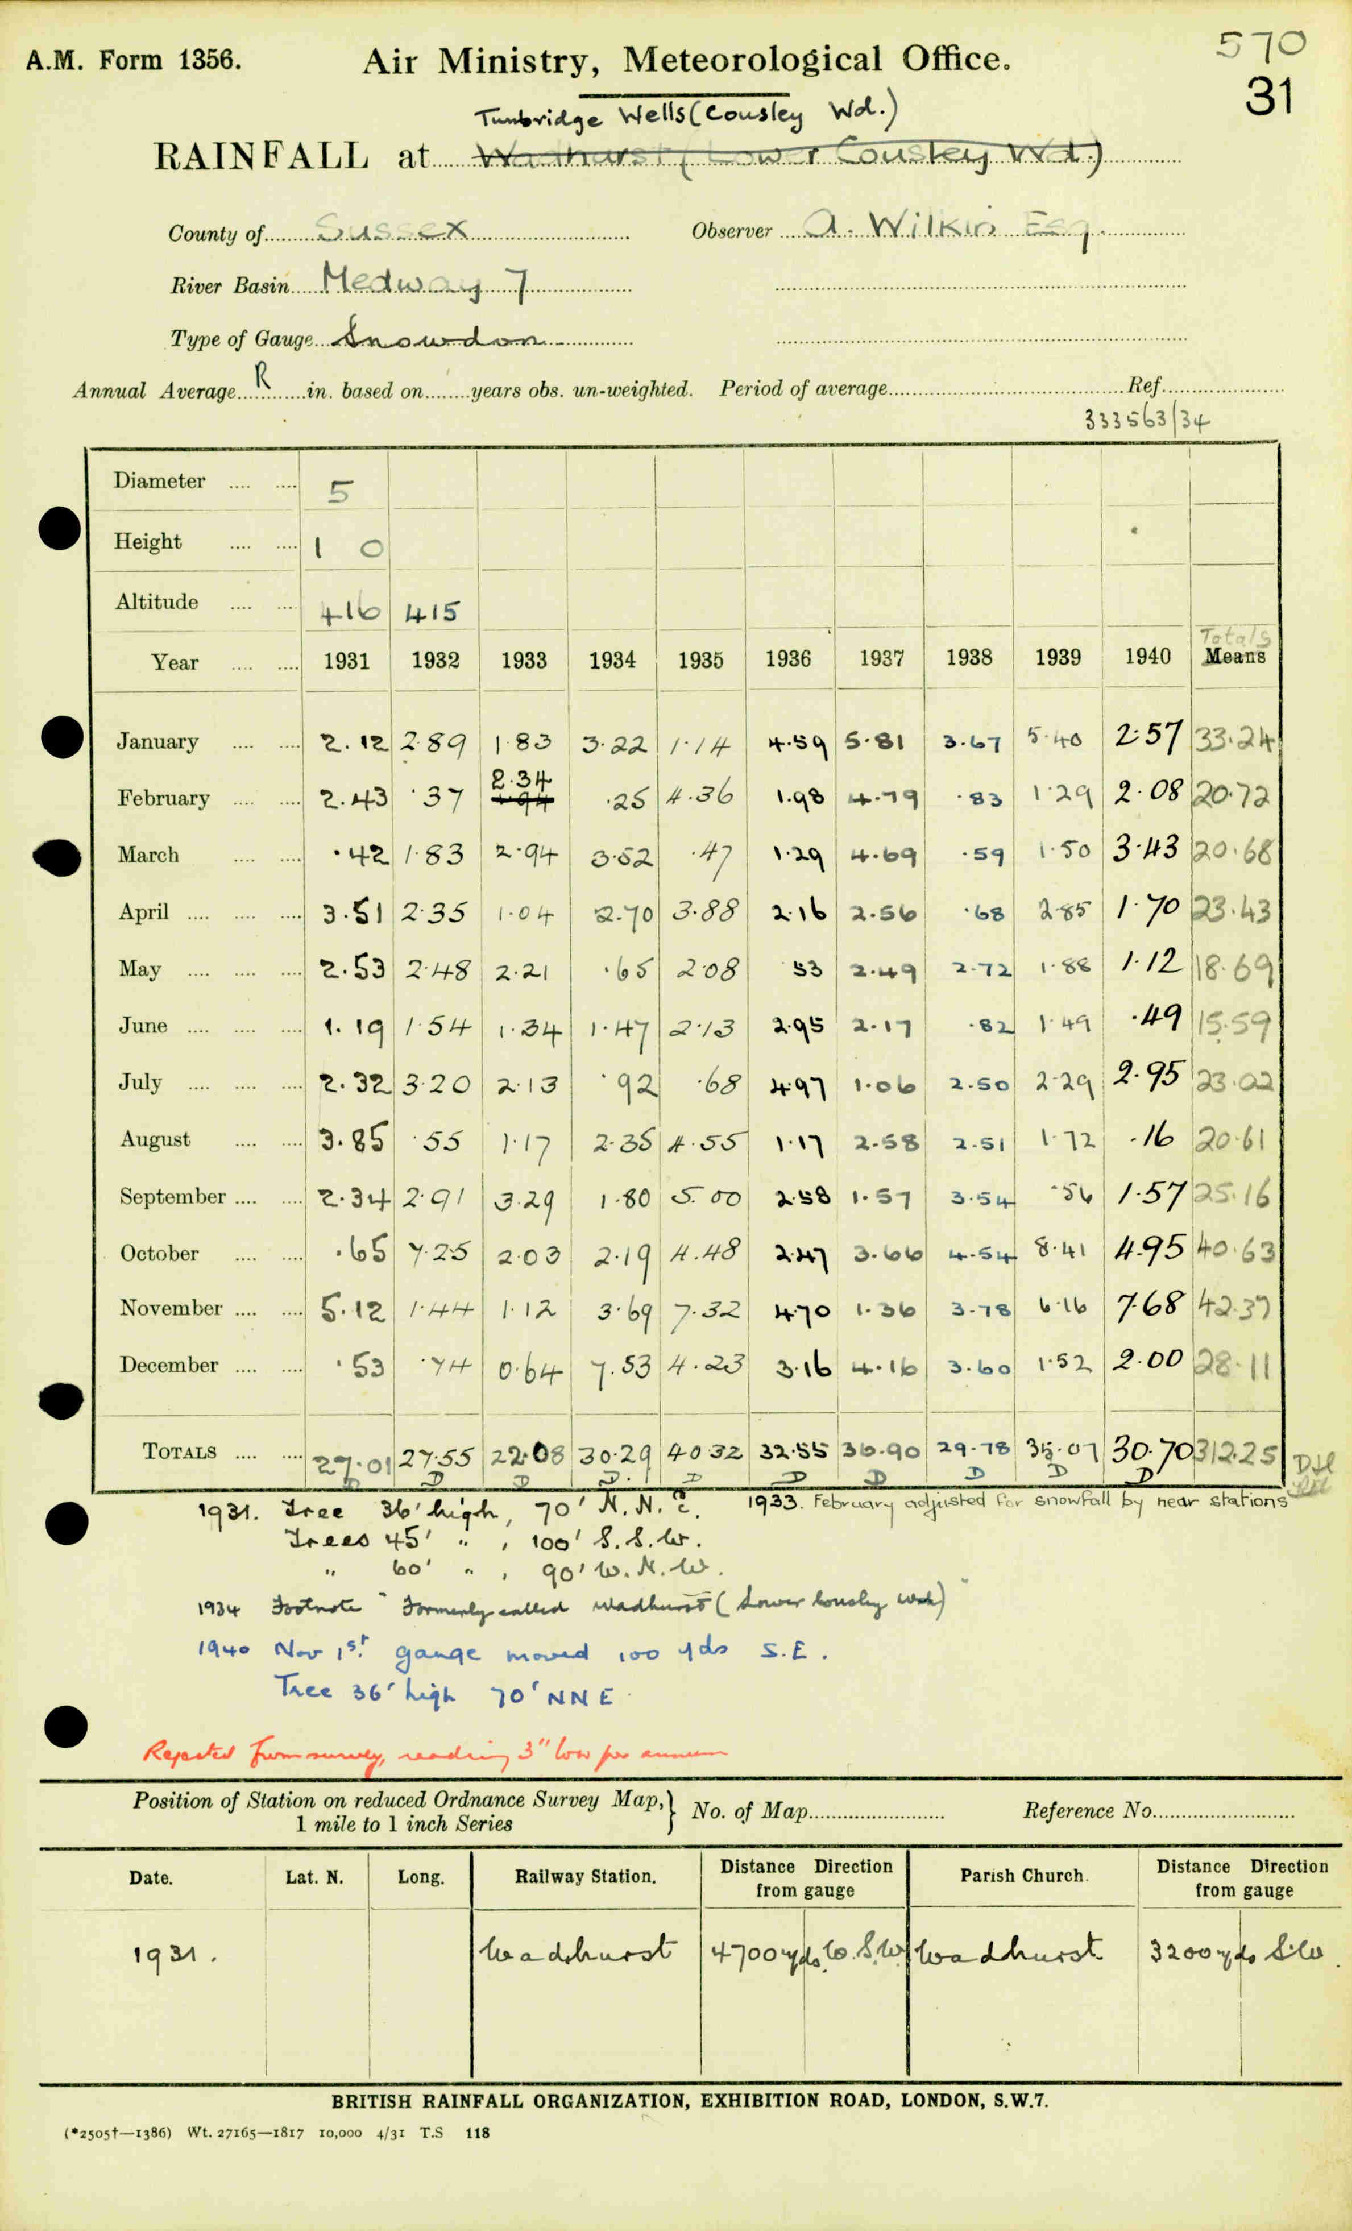 A.M. Form 1356.
Air Ministry, Meteorological Office.
570
31
Tunbridge Wells (Cousley Wd.)
RAINFALL at Wadhurst (Lower Cousley Wd.)
County of Sussex Observer A. Wilkin Esq.
River Basin Medway 7
Type of Gauge Snowdon
Annual Average R in. based on years obs. un-weighted. Period of average Ref.
333563/34
Diameter 5
Height 1 0
Altitude 416 415
Totals
Year 1931 1932 1933 1934 1935 1936 1937 1938 1939 1940 Means
January 2.12 2.89 1.83 3.22 1.14 4.59 5.81 3.67 5.40 2.57 33.24
2.34
February 2.43 .37 1.94 .25 4.36 1.98 4.79 .83 1.29 2.08 20.72
March .42 1.83 2.94 3.52 .47 1.29 4.69 .59 1.50 3.43 20.68
April 3.51 2.35 1.04 2.70 3.88 2.16 2.56 .68 2.85 1.70 23.43
May 2.53 2.48 2.21 .65 2.08 53 2.49 2.72 1.88 1.12 18.69
June 1.19 1.54 1.34 1.47 2.13 2.95 2.17 .82 1.49 .49 15.59
July 2.32 3.20 2.13 .92 .68 4.97 1.06 2.50 2.29 2.95 23.02
August 3.85 .55 1.17 2.35 4.55 1.17 2.58 2.51 1.72 .16 20.61
September 2.34 2.91 3.29 1.80 5.00 2.58 1.57 3.54 .56 1.57 25.16
October .65 7.25 2.03 2.19 4.48 2.47 3.66 4.54 8.41 4.95 40.63
November 5.12 1.44 1.12 3.69 7.32 4.70 1.36 3.78 6.16 7.68 42.37
December .53 .74 0.64 7.53 4.23 3.16 4.16 3.60 1.52 2.00 28.11
TOTALS 27.01 27.55 22.08 30.29 40.32 32.55 36.90 29.78 35.07 30.70 312.25
D D D D D D D D D D
1931. Tree 36' high, 70' N.N.E. 1933. February adjusted for snowfall by near stations
Trees 45' " , 100' S.S.W.
" 60' " , 90' W.N.W.
1934 Footnote "Formerly called Wadhurst (Lower Cousley Wd)"
1940 Nov 1st. gauge moved 100 yds S.E.
Tree 36' high 70' NNE.
Rejected from survey, reading 3" low per annum
Position of Station on reduced Ordnance Survey Map, } No. of Map Reference No.
1 mile to 1 inch Series
Date. Lat. N. Long. Railway Station. Distance Direction from gauge Parish Church. Distance Direction from gauge
1931. Wadhurst 4700 yds. W.S.W Wadhurst 3200 yds S.W.
BRITISH RAINFALL ORGANIZATION, EXHIBITION ROAD, LONDON, S.W.7.
(*2505†—1386) Wt. 27165—1817 10,000 4/31 T.S 118